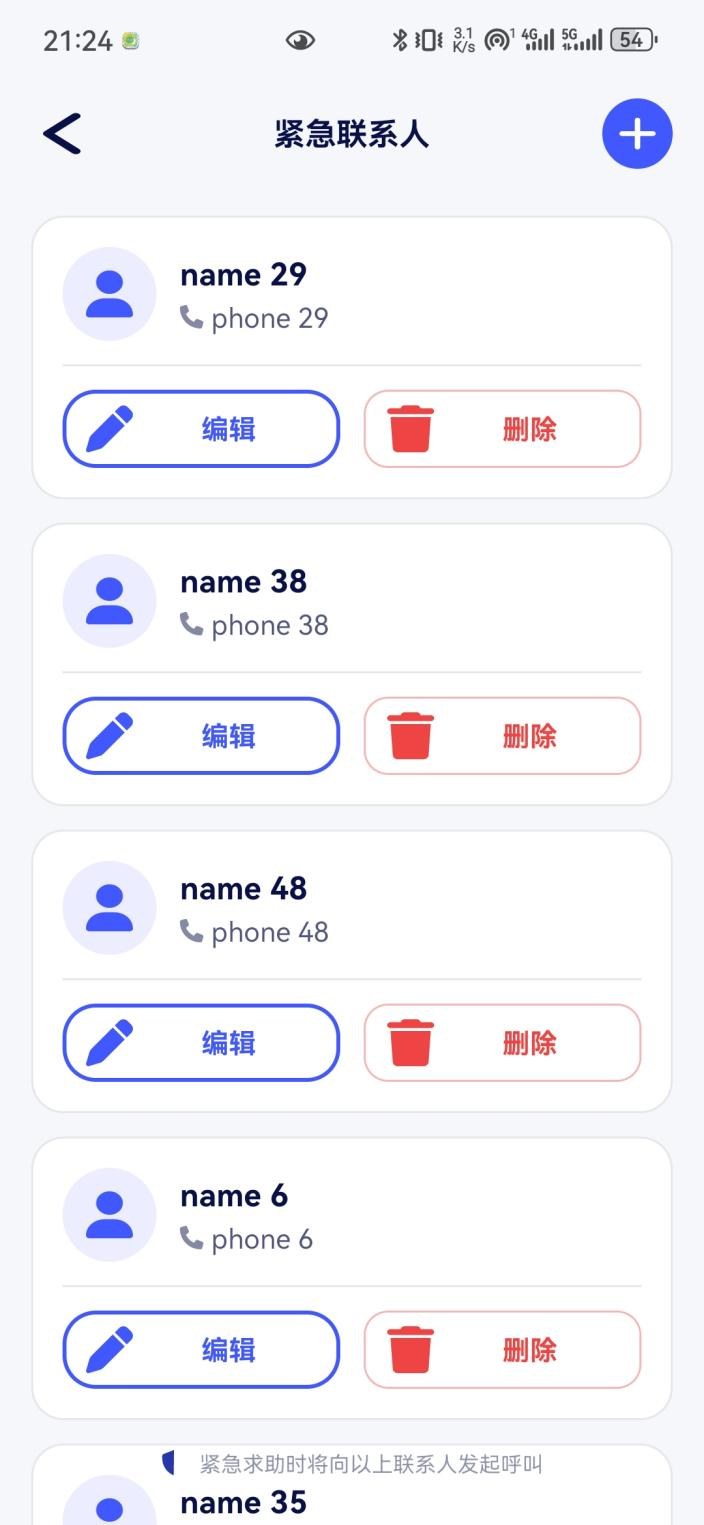 21:24 3.1 K/s 1 4G 5G 54
紧急联系人
name 29
phone 29
编辑 删除
name 38
phone 38
编辑 删除
name 48
phone 48
编辑 删除
name 6
phone 6
编辑 删除
紧急求助时将向以上联系人发起呼叫
name 35